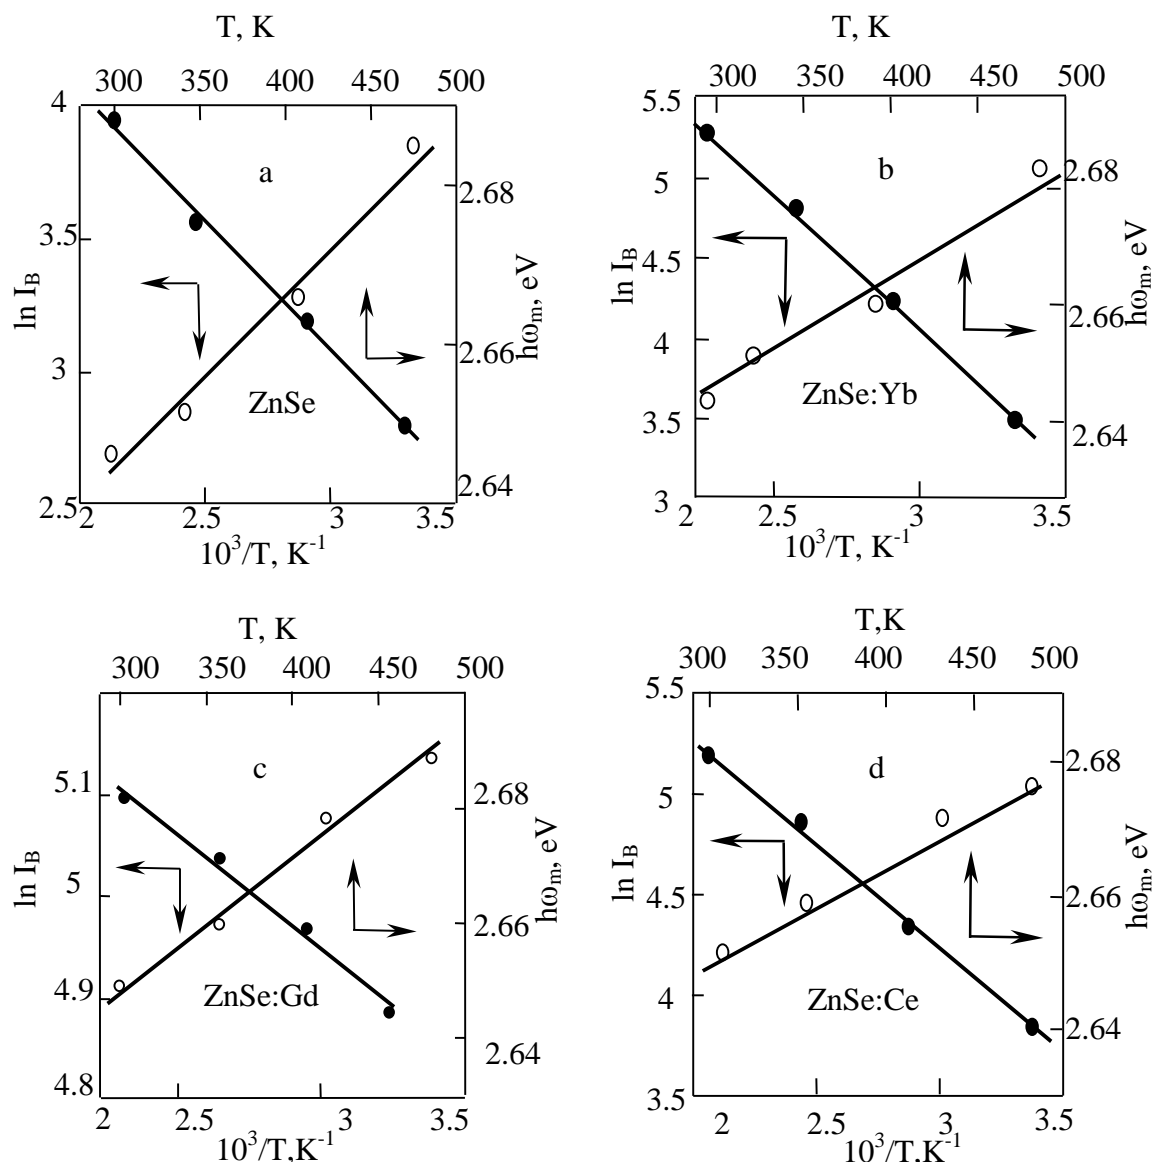 T, K
300 350 400 450 500
4
3.5
3
2.5
ln I_B
a
2.68
2.66
2.64
ħω_m, eV
ZnSe
2 2.5 3 3.5
10^3/T, K^-1
T, K
300 350 400 450 500
5.5
5
4.5
4
3.5
3
ln I_B
b
2.68
2.66
2.64
ħω_m, eV
ZnSe:Yb
2 2.5 3 3.5
10^3/T, K^-1
T, K
300 350 400 450 500
5.1
5
4.9
4.8
ln I_B
c
2.68
2.66
2.64
ħω_m, eV
ZnSe:Gd
2 2.5 3 3.5
10^3/T,K^-1
T,K
300 350 400 450 500
5.5
5
4.5
4
3.5
ln I_B
d
2.68
2.66
2.64
ħω_m, eV
ZnSe:Ce
2 2.5 3 3.5
10^3/T,K^-1